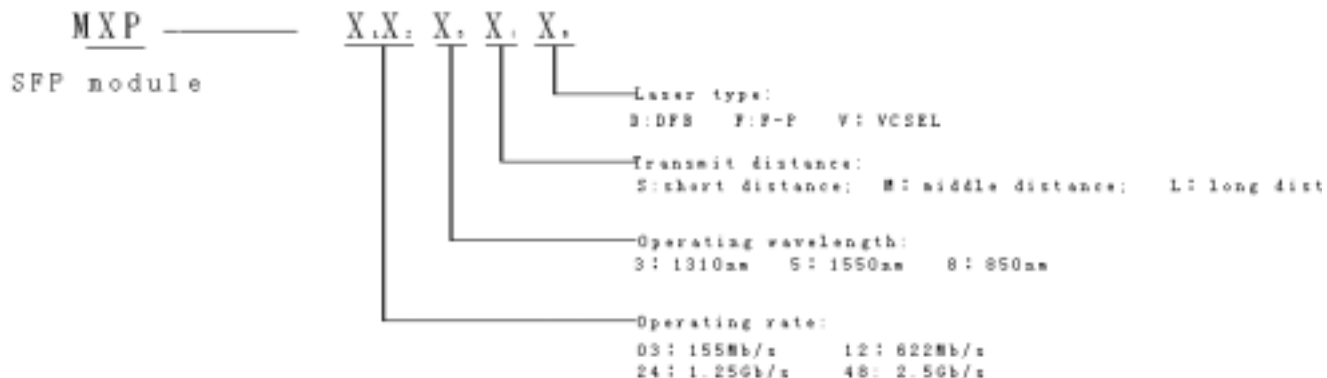 MXP X1X2 X3 X4 X5
SFP module
Laser type:
B:DFB F:F-P V: VCSEL
Transmit distance:
S:short distance; M: middle distance; L: long dist
Operating wavelength:
3: 1310nm 5: 1550nm 8: 850nm
Operating rate:
03: 155Mb/s 12: 622Mb/s
24: 1.25Gb/s 48: 2.5Gb/s